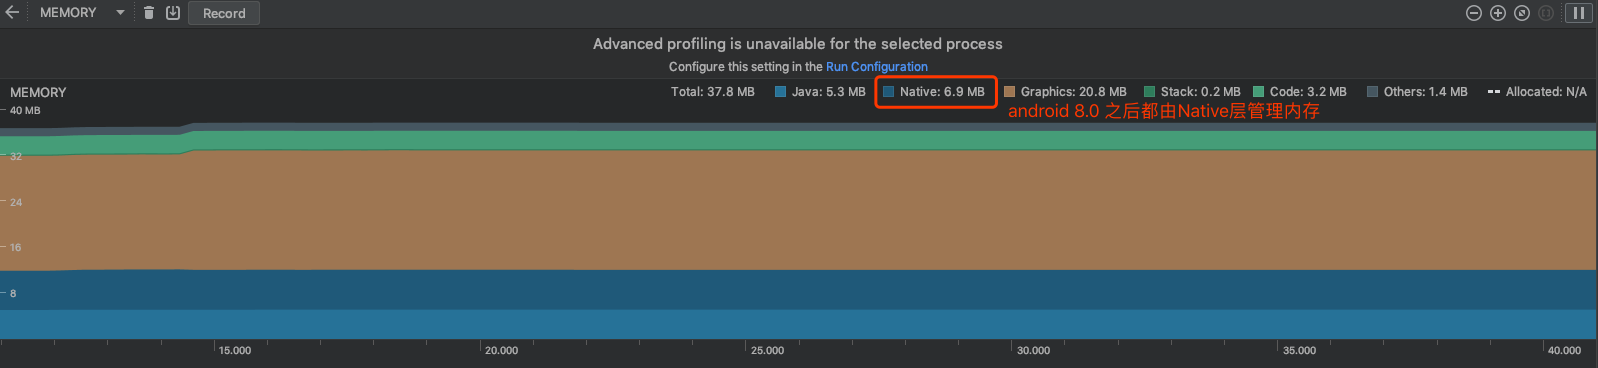 MEMORY Record
Advanced profiling is unavailable for the selected process
Configure this setting in the Run Configuration
MEMORY Total: 37.8 MB Java: 5.3 MB Native: 6.9 MB Graphics: 20.8 MB Stack: 0.2 MB Code: 3.2 MB Others: 1.4 MB Allocated: N/A
40 MB
android 8.0 之后都由Native层管理内存
32
24
16
8
15.000 20.000 25.000 30.000 35.000 40.000